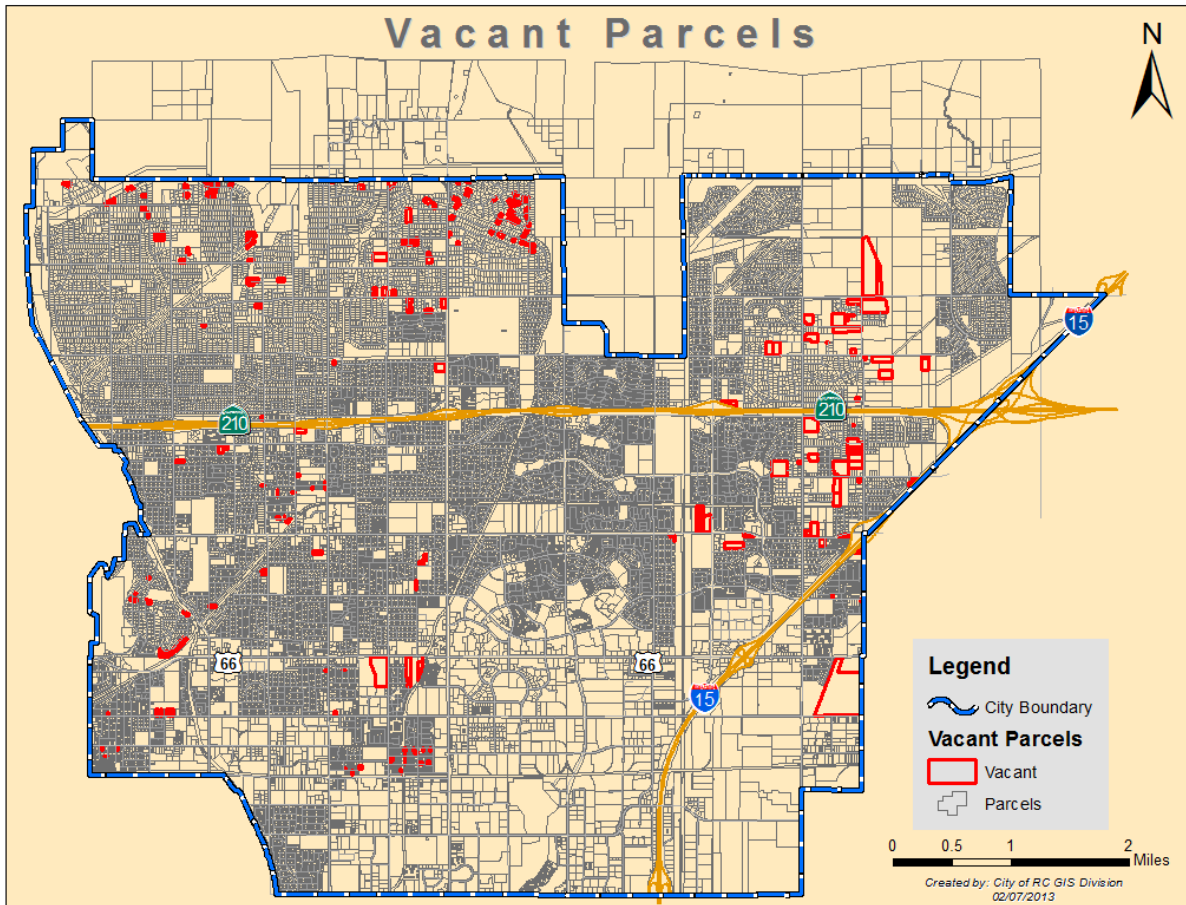 Vacant Parcels
N
15
210
210
66
66
15
Legend
City Boundary
Vacant Parcels
Vacant
Parcels
0 0.5 1 2
Miles
Created by: City of RC GIS Division
02/07/2013